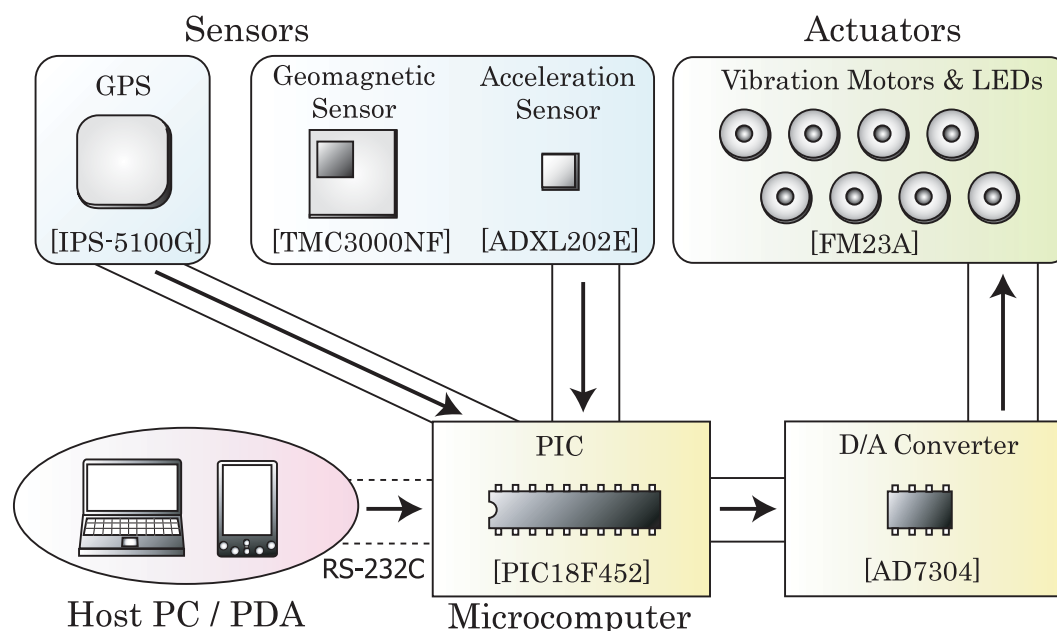 Sensors
Actuators
GPS
[IPS-5100G]
Geomagnetic
Sensor
[TMC3000NF]
Acceleration
Sensor
[ADXL202E]
Vibration Motors & LEDs
[FM23A]
Host PC / PDA
RS-232C
PIC
[PIC18F452]
Microcomputer
D/A Converter
[AD7304]